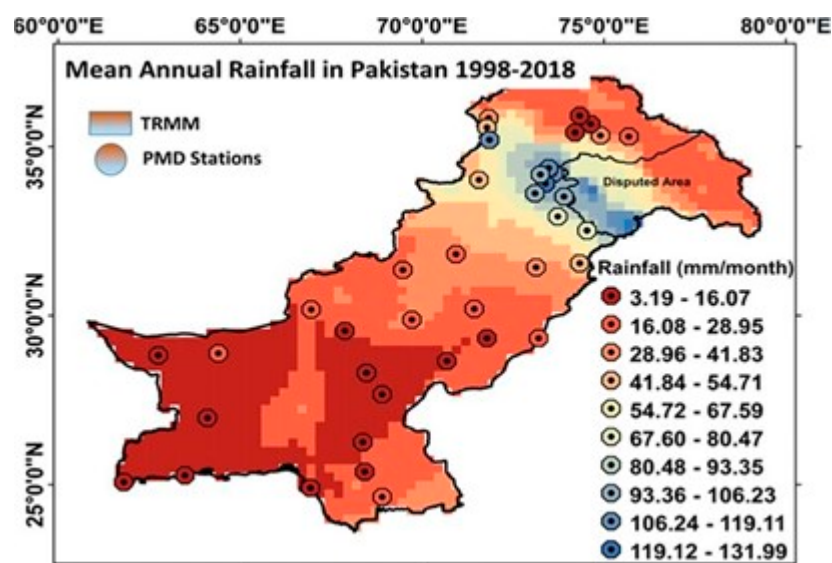 60°0'0"E 65°0'0"E 70°0'0"E 75°0'0"E 80°0'0"E
Mean Annual Rainfall in Pakistan 1998-2018
TRMM
PMD Stations
35°0'0"N
Disputed Area
30°0'0"N
25°0'0"N
Rainfall (mm/month)
3.19 - 16.07
16.08 - 28.95
28.96 - 41.83
41.84 - 54.71
54.72 - 67.59
67.60 - 80.47
80.48 - 93.35
93.36 - 106.23
106.24 - 119.11
119.12 - 131.99